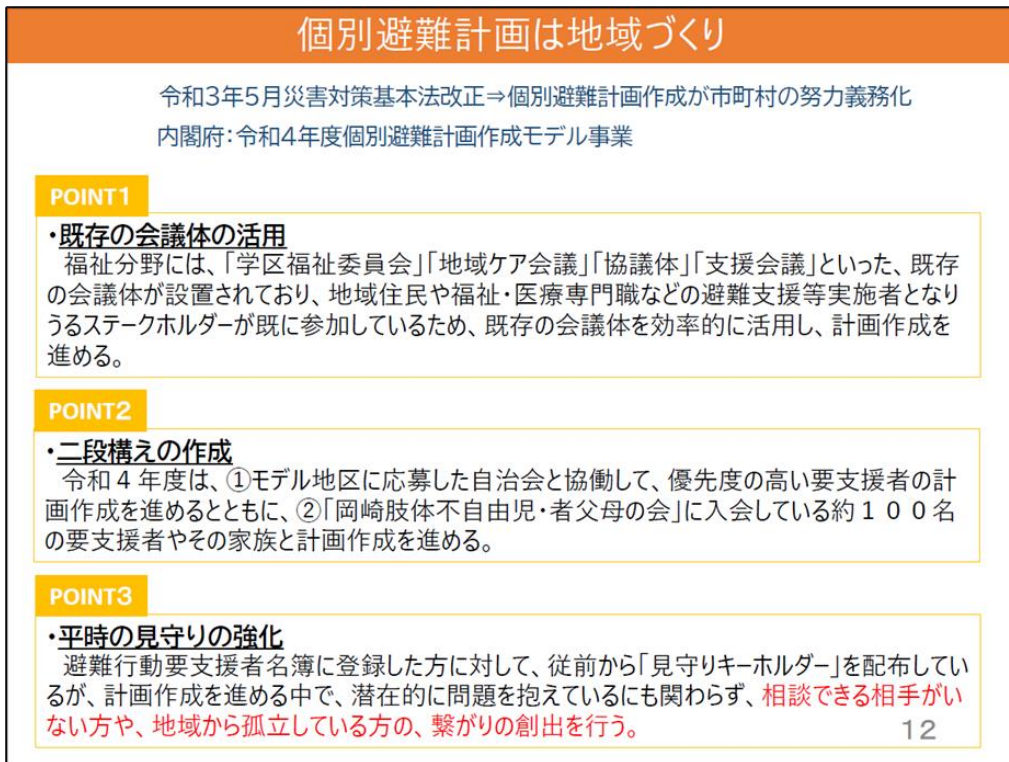 個別避難計画は地域づくり
令和3年5月災害対策基本法改正⇒個別避難計画作成が市町村の努力義務化
内閣府：令和4年度個別避難計画作成モデル事業
POINT1
・既存の会議体の活用
福祉分野には、「学区福祉委員会」「地域ケア会議」「協議体」「支援会議」といった、既存
の会議体が設置されており、地域住民や福祉・医療専門職などの避難支援等実施者となり
うるステークホルダーが既に参加しているため、既存の会議体を効率的に活用し、計画作成を
進める。
POINT2
・二段構えの作成
令和４年度は、①モデル地区に応募した自治会と協働して、優先度の高い要支援者の計
画作成を進めるとともに、②「岡崎肢体不自由児・者父母の会」に入会している約１００名
の要支援者やその家族と計画作成を進める。
POINT3
・平時の見守りの強化
避難行動要支援者名簿に登録した方に対して、従前から「見守りキーホルダー」を配布してい
るが、計画作成を進める中で、潜在的に問題を抱えているにも関わらず、相談できる相手がい
ない方や、地域から孤立している方の、繋がりの創出を行う。
12